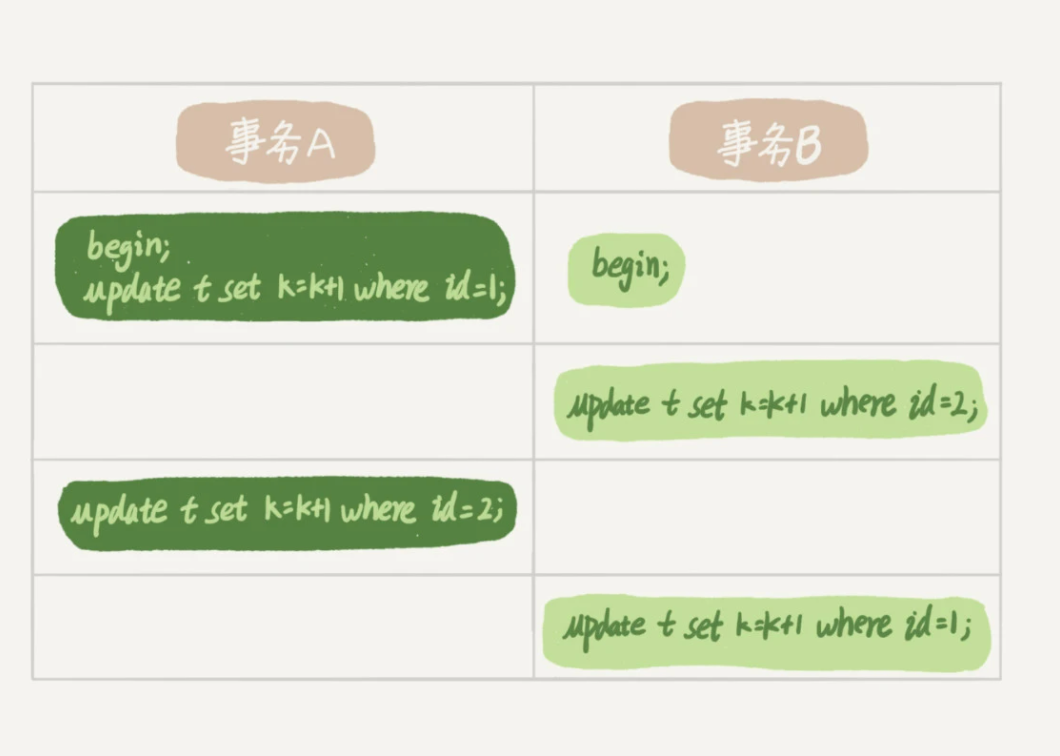 事务A
事务B
begin;
update t set k=k+1 where id=1;
begin;
update t set k=k+1 where id=2;
update t set k=k+1 where id=2;
update t set k=k+1 where id=1;